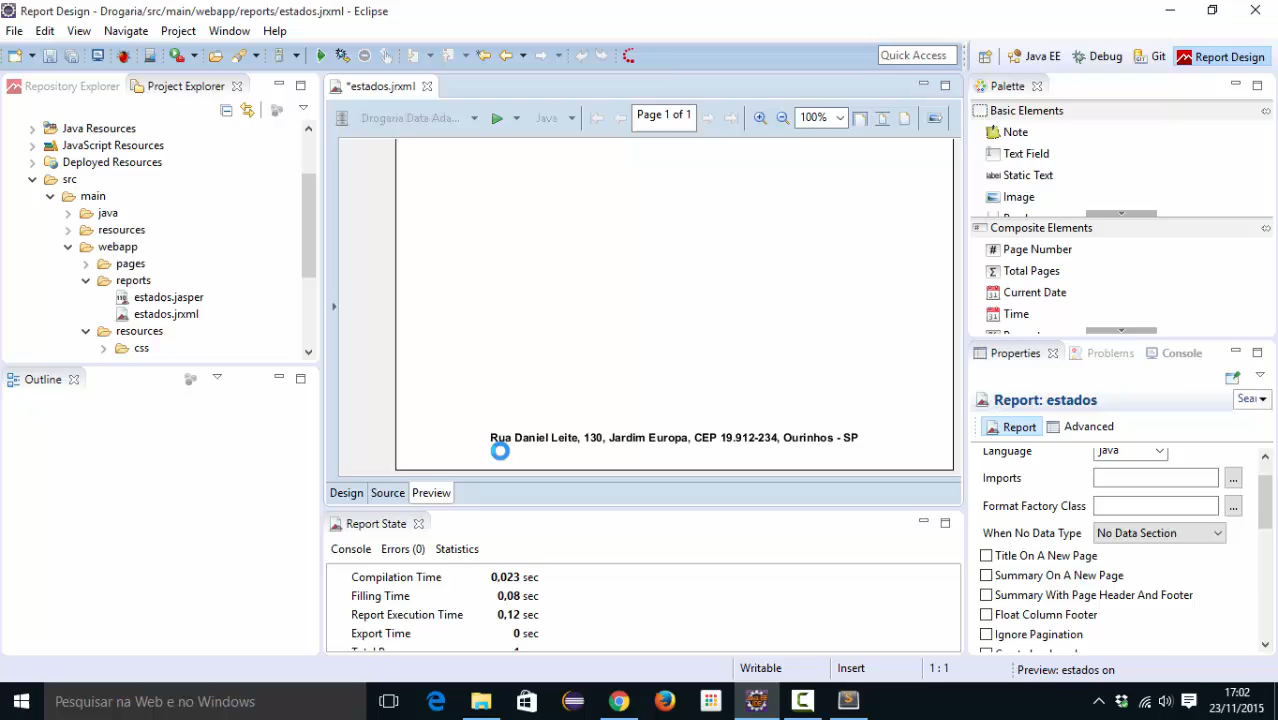 Report Design - Drogaria/src/main/webapp/reports/estados.jrxml - Eclipse
File Edit View Navigate Project Window Help
Quick Access
Java EE
Debug
Git
Report Design
Repository Explorer
Project Explorer
Java Resources
JavaScript Resources
Deployed Resources
src
main
java
resources
webapp
pages
reports
estados.jasper
estados.jrxml
resources
css
Outline
*estados.jrxml
Drogaria Data Ada...
Java
Page 1 of 1
100%
Rua Daniel Leite, 130, Jardim Europa, CEP 19.912-234, Ourinhos - SP
Design Source Preview
Report State
Console Errors (0) Statistics
Compilation Time 0,023 sec
Filling Time 0,08 sec
Report Execution Time 0,12 sec
Export Time 0 sec
Palette
Basic Elements
Note
Text Field
label Static Text
Image
Composite Elements
# Page Number
Σ Total Pages
Current Date
Time
Properties Problems Console
Report: estados
Sear
Report Advanced
Language Java
Imports ...
Format Factory Class ...
When No Data Type No Data Section
Title On A New Page
Summary On A New Page
Summary With Page Header And Footer
Float Column Footer
Ignore Pagination
Writable Insert 1 : 1 Preview: estados on
Pesquisar na Web e no Windows
17:02
23/11/2015